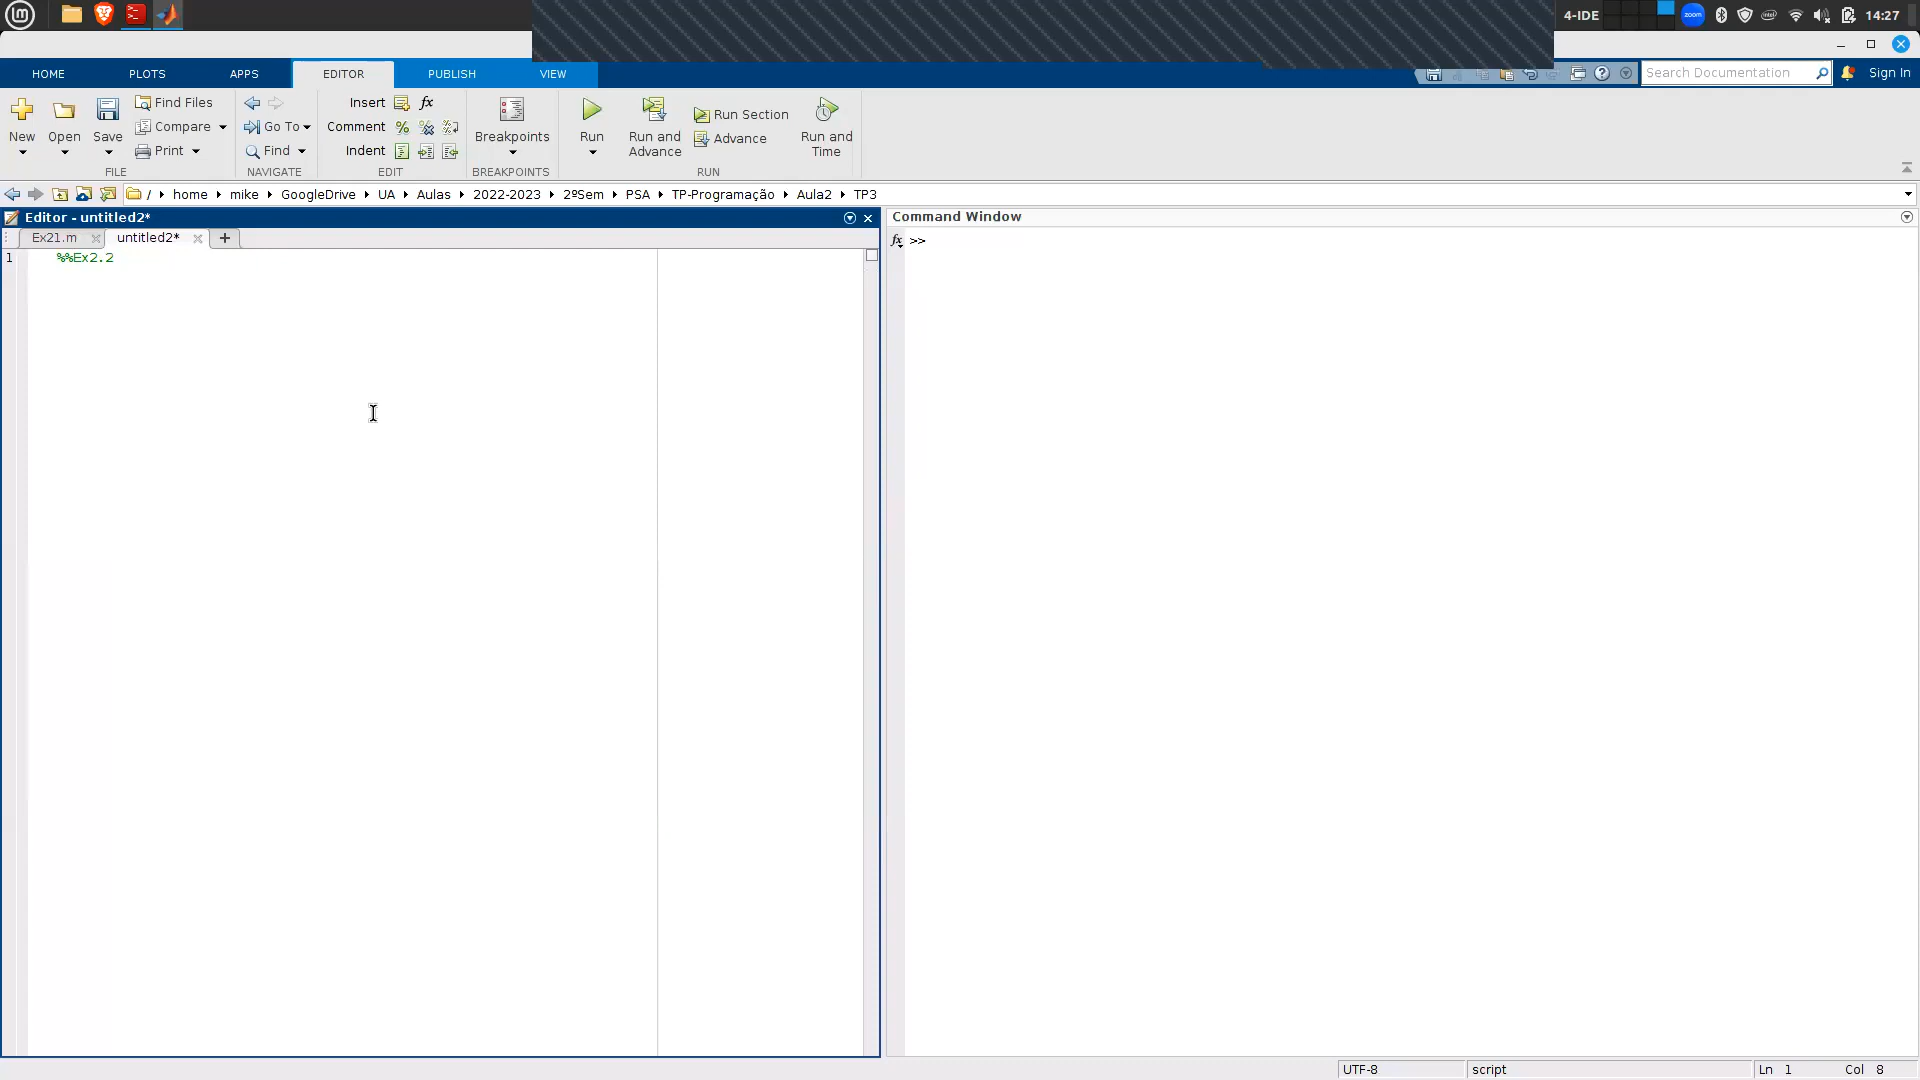 4-IDE
zoom
14:27
HOME
PLOTS
APPS
EDITOR
PUBLISH
VIEW
Search Documentation
Sign In
New
Open
Save
Find Files
Compare
Print
FILE
Go To
Find
NAVIGATE
Insert
fx
Comment
Indent
EDIT
Breakpoints
BREAKPOINTS
Run
Run and Advance
Run Section
Advance
Run and Time
RUN
/ home mike GoogleDrive UA Aulas 2022-2023 2ºSem PSA TP-Programação Aula2 TP3
Editor - untitled2*
Ex21.m
untitled2*
+
1 %%Ex2.2
Command Window
fx >>
UTF-8
script
Ln 1
Col 8